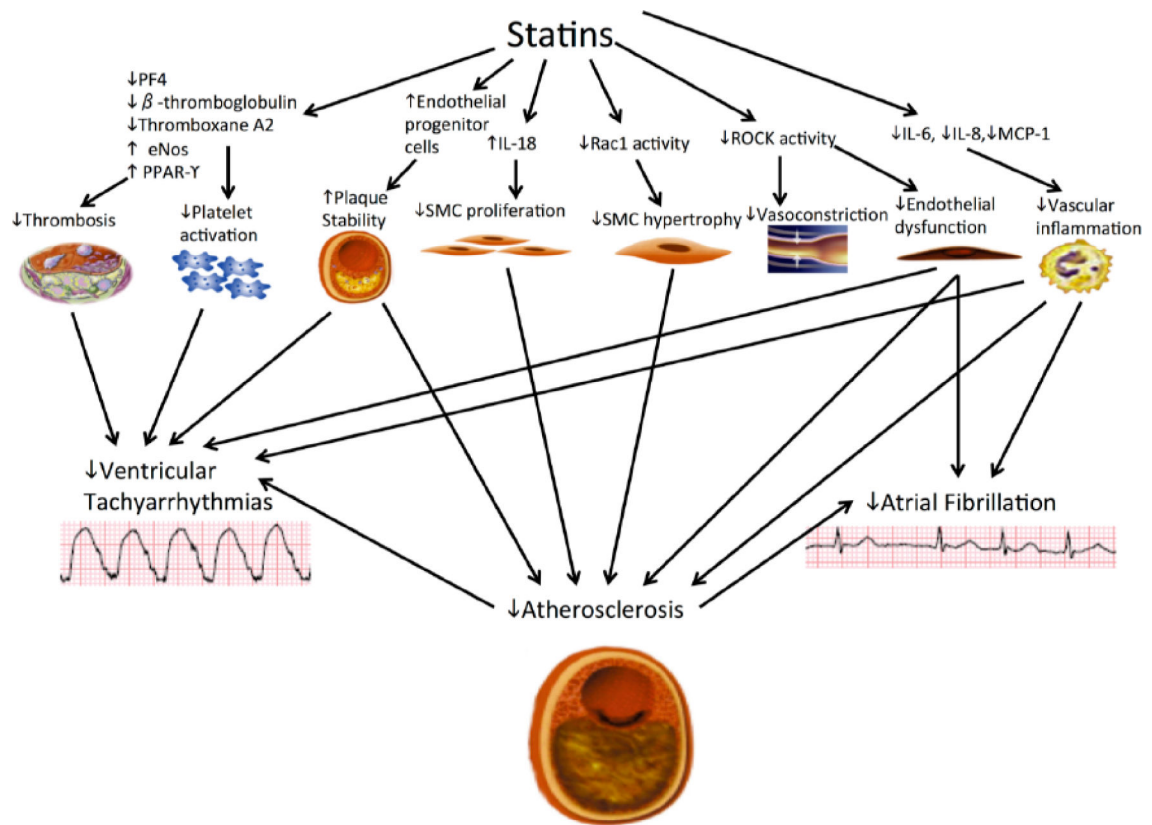 Statins
↓PF4
↓β-thromboglobulin
↓Thromboxane A2
↑ eNos
↑ PPAR-ϒ
↑Endothelial
progenitor
cells
↑IL-18
↓Rac1 activity
↓ROCK activity
↓IL-6, ↓IL-8,↓MCP-1
↓Thrombosis
↓Platelet
activation
↑Plaque
Stability
↓SMC proliferation
↓SMC hypertrophy
↓Vasoconstriction
↓Endothelial
dysfunction
↓Vascular
inflammation
↓Ventricular
Tachyarrhythmias
↓Atrial Fibrillation
↓Atherosclerosis